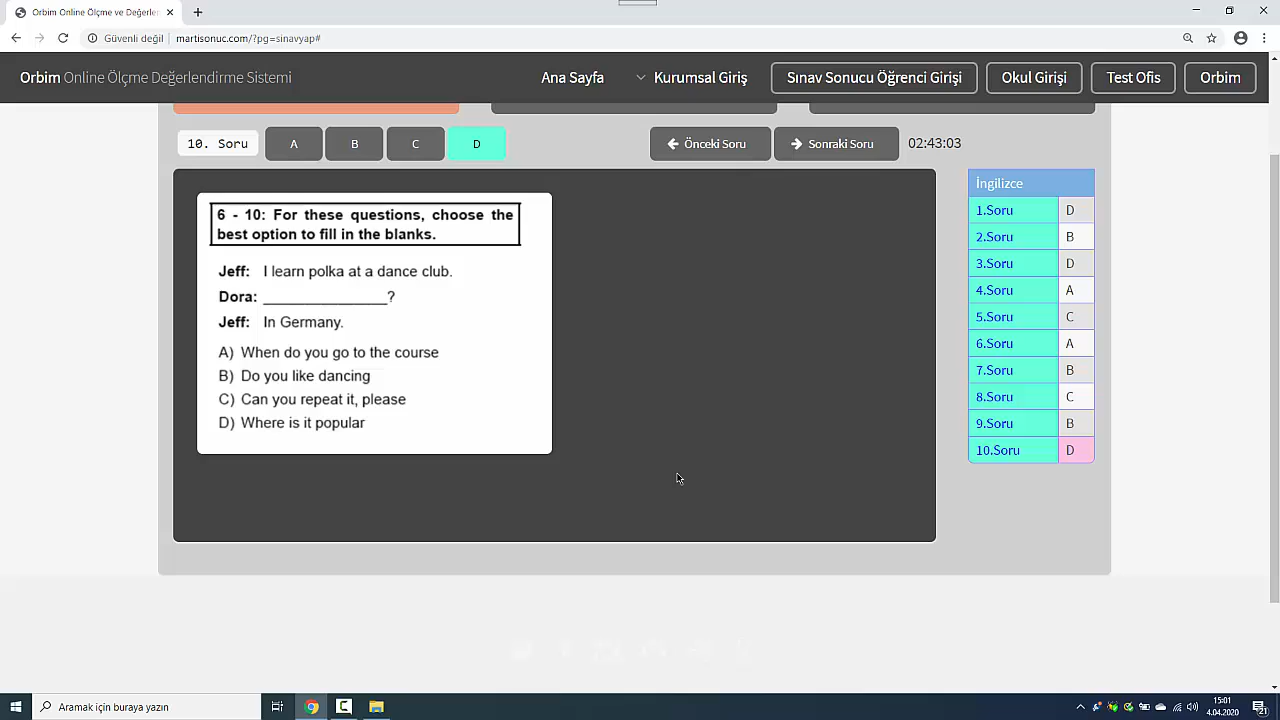 Orbim Online Ölçme ve Değerler
Güvenli değil | martisonuc.com/?pg=sinavyap#
Orbim Online Ölçme Değerlendirme Sistemi
Ana Sayfa
Kurumsal Giriş
Sınav Sonucu Öğrenci Girişi
Okul Girişi
Test Ofis
Orbim
10. Soru
A
B
C
D
Önceki Soru
Sonraki Soru
02:43:03
6 - 10: For these questions, choose the
best option to fill in the blanks.
Jeff: I learn polka at a dance club.
Dora: _______________?
Jeff: In Germany.
A) When do you go to the course
B) Do you like dancing
C) Can you repeat it, please
D) Where is it popular
İngilizce
1.Soru D
2.Soru B
3.Soru D
4.Soru A
5.Soru C
6.Soru A
7.Soru B
8.Soru C
9.Soru B
10.Soru D
Aramak için buraya yazın
15:01
4.04.2020